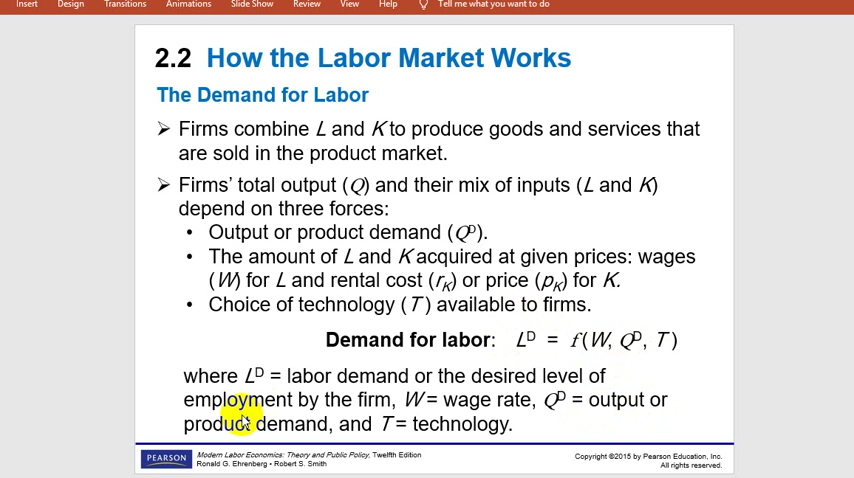 Insert Design Transitions Animations Slide Show Review View Help Tell me what you want to do
2.2 How the Labor Market Works
The Demand for Labor
➢ Firms combine L and K to produce goods and services that
are sold in the product market.
➢ Firms' total output (Q) and their mix of inputs (L and K)
depend on three forces:
• Output or product demand (Qᴰ).
• The amount of L and K acquired at given prices: wages
(W) for L and rental cost (r_K) or price (p_K) for K.
• Choice of technology (T) available to firms.
Demand for labor: Lᴰ = f(W, Qᴰ, T)
where Lᴰ = labor demand or the desired level of
employment by the firm, W = wage rate, Qᴰ = output or
product demand, and T = technology.
PEARSON
Modern Labor Economics: Theory and Public Policy, Twelfth Edition
Ronald G. Ehrenberg • Robert S. Smith
Copyright ©2015 by Pearson Education, Inc.
All rights reserved.